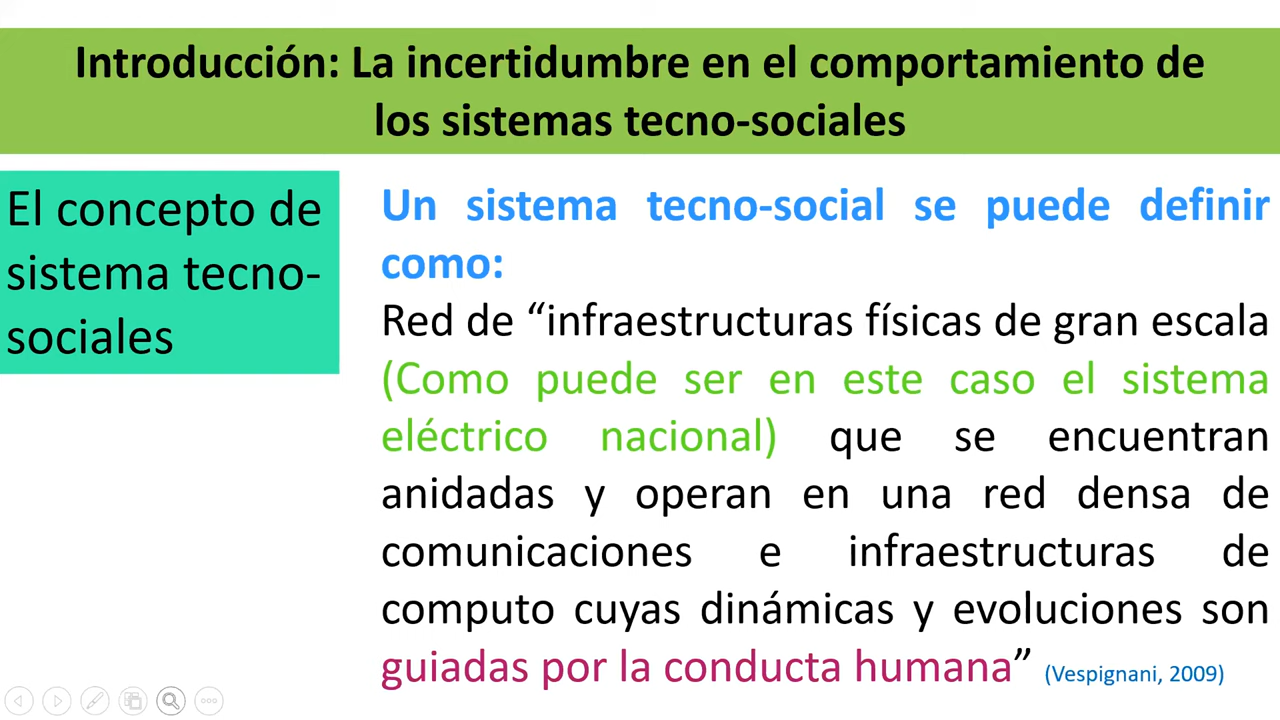 Introducción: La incertidumbre en el comportamiento de
los sistemas tecno-sociales
El concepto de
sistema tecno-
sociales
Un sistema tecno-social se puede definir
como:
Red de “infraestructuras físicas de gran escala
(Como puede ser en este caso el sistema
eléctrico nacional) que se encuentran
anidadas y operan en una red densa de
comunicaciones e infraestructuras de
computo cuyas dinámicas y evoluciones son
guiadas por la conducta humana” (Vespignani, 2009)